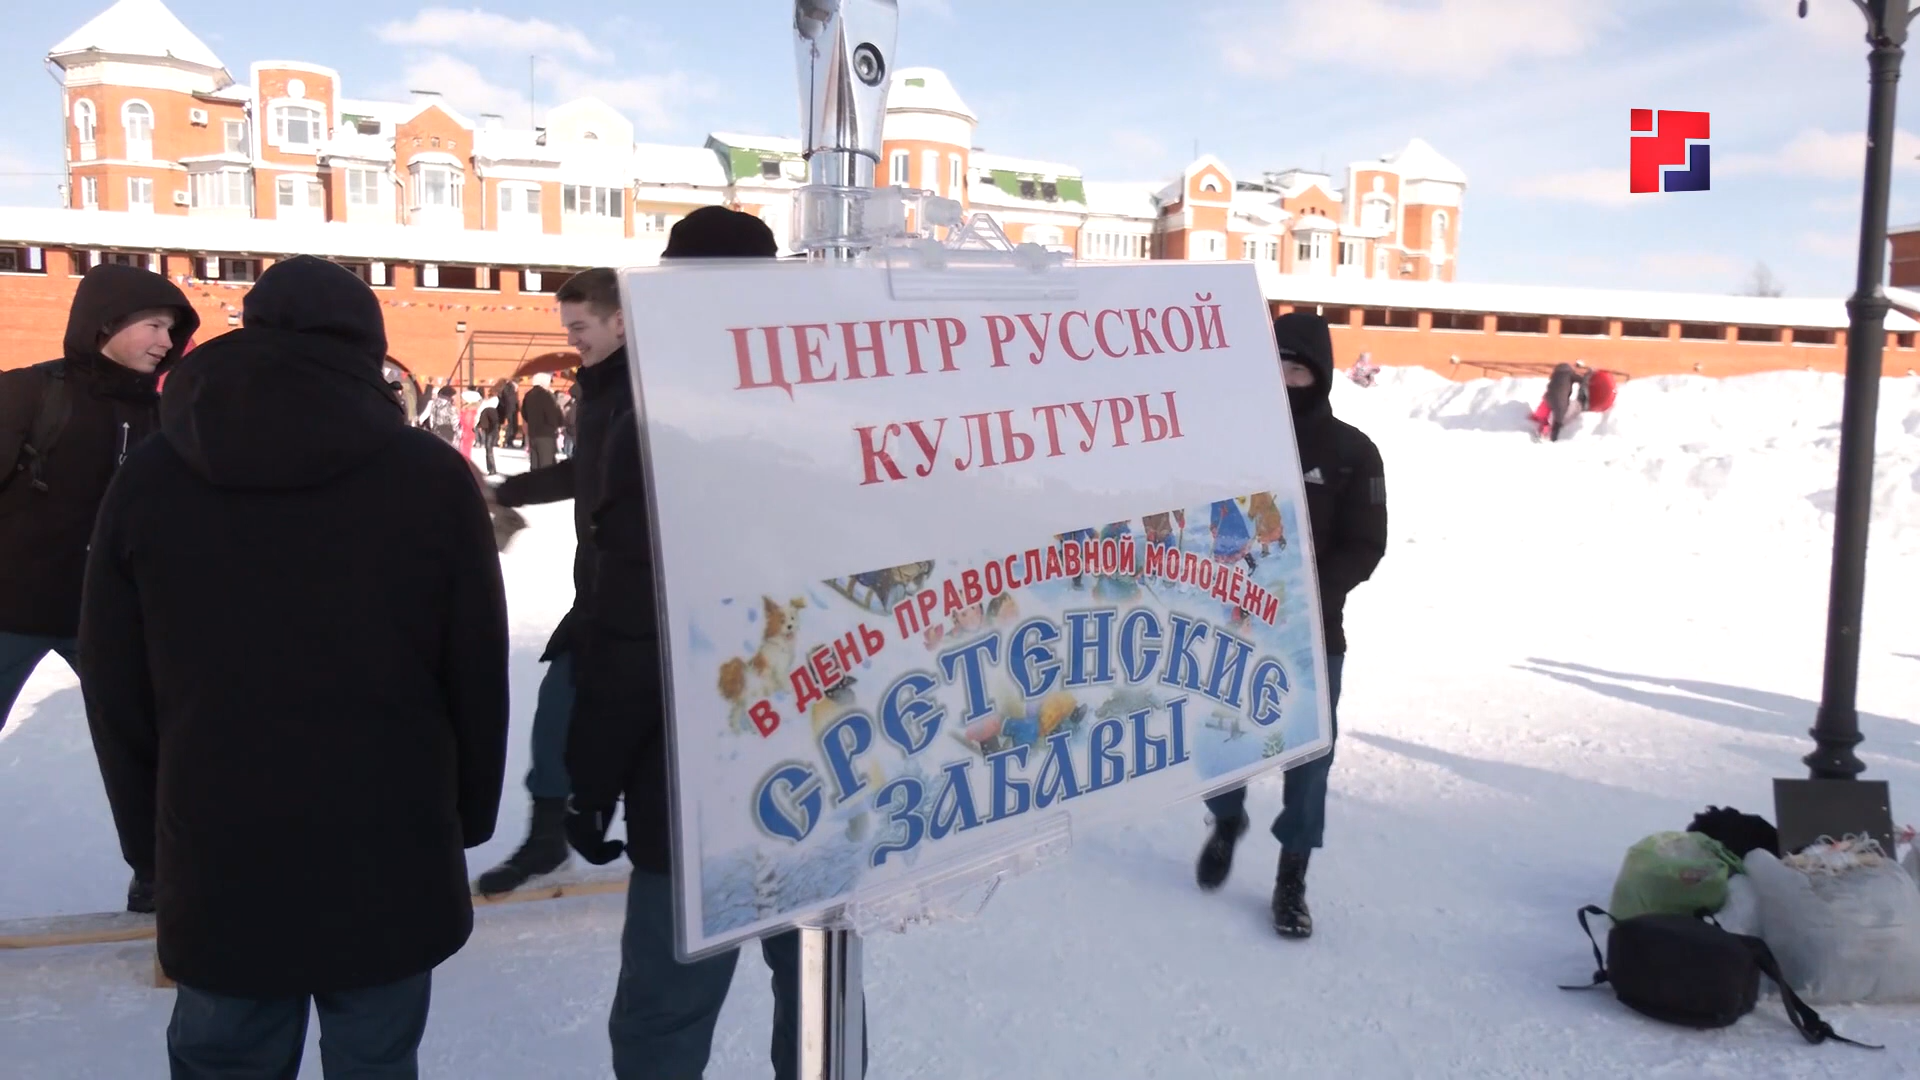 ЦЕНТР РУССКОЙ
КУЛЬТУРЫ
В ДЕНЬ ПРАВОСЛАВНОЙ МОЛОДЁЖИ
СРЕТЕНСКИЕ
ЗАБАВЫ